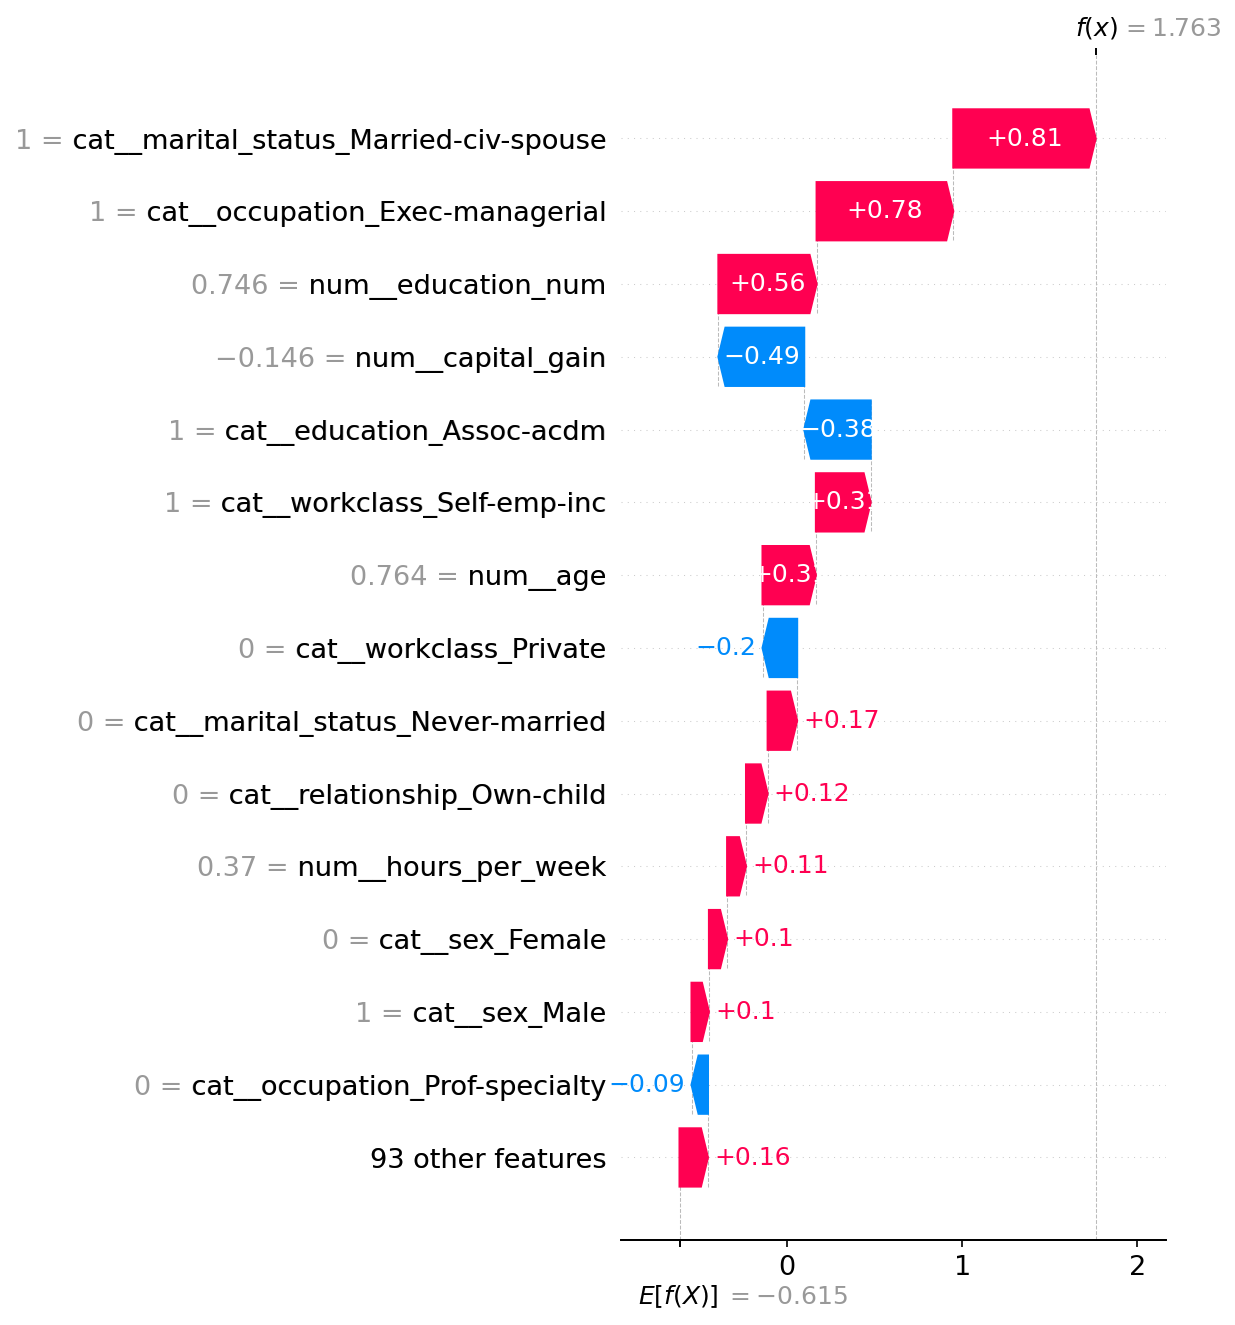 f(x) = 1.763
1 = cat__marital_status_Married-civ-spouse +0.81
1 = cat__occupation_Exec-managerial +0.78
0.746 = num__education_num +0.56
−0.146 = num__capital_gain −0.49
1 = cat__education_Assoc-acdm −0.38
1 = cat__workclass_Self-emp-inc
0.764 = num__age
0 = cat__workclass_Private −0.2
0 = cat__marital_status_Never-married +0.17
0 = cat__relationship_Own-child +0.12
0.37 = num__hours_per_week +0.11
0 = cat__sex_Female +0.1
1 = cat__sex_Male +0.1
0 = cat__occupation_Prof-specialty −0.09
93 other features +0.16
0 1 2
E[f(X)] = −0.615